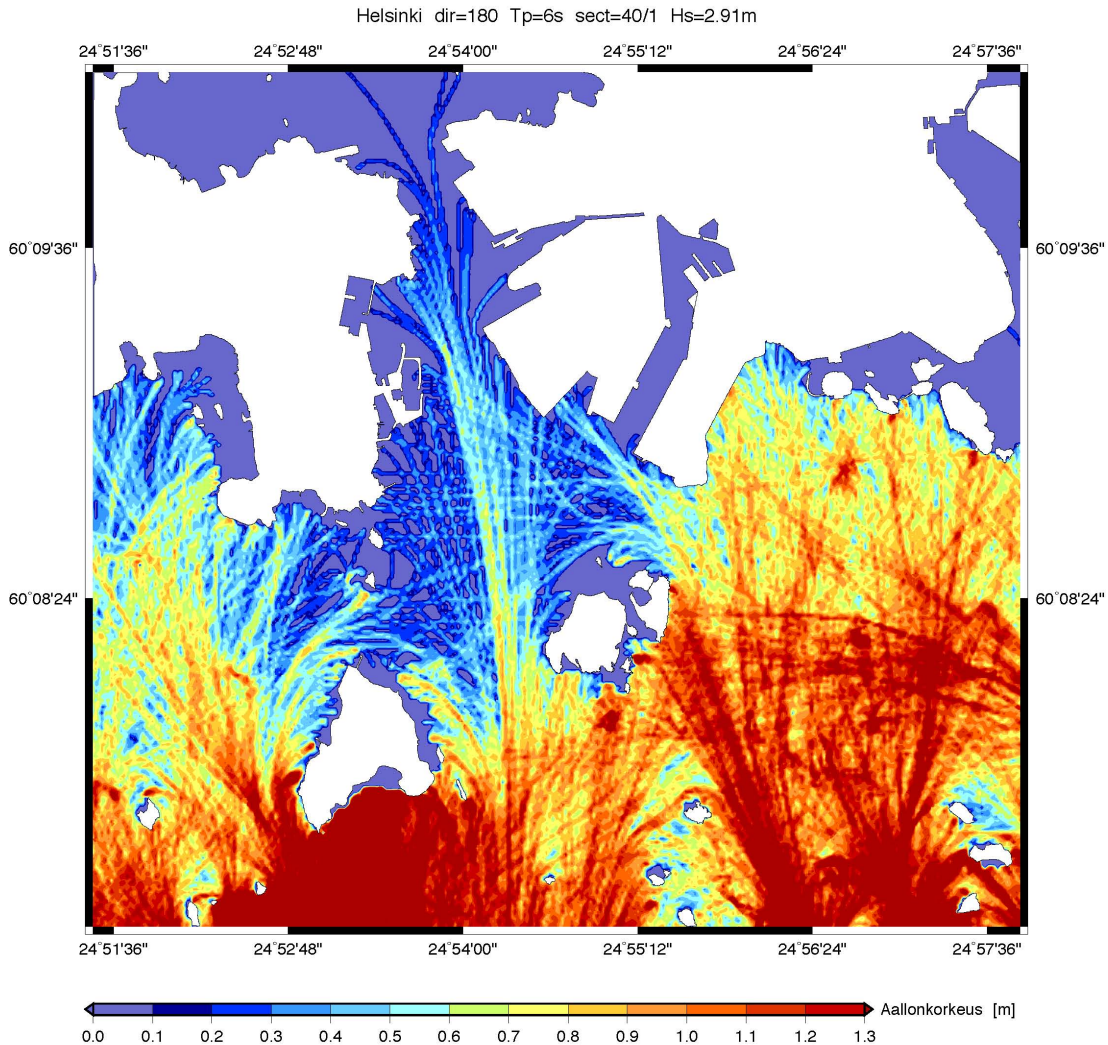 Helsinki dir=180 Tp=6s sect=40/1 Hs=2.91m
24°51'36" 24°52'48" 24°54'00" 24°55'12" 24°56'24" 24°57'36"
60°09'36" 60°09'36"
60°08'24" 60°08'24"
24°51'36" 24°52'48" 24°54'00" 24°55'12" 24°56'24" 24°57'36"
Aallonkorkeus [m]
0.0 0.1 0.2 0.3 0.4 0.5 0.6 0.7 0.8 0.9 1.0 1.1 1.2 1.3